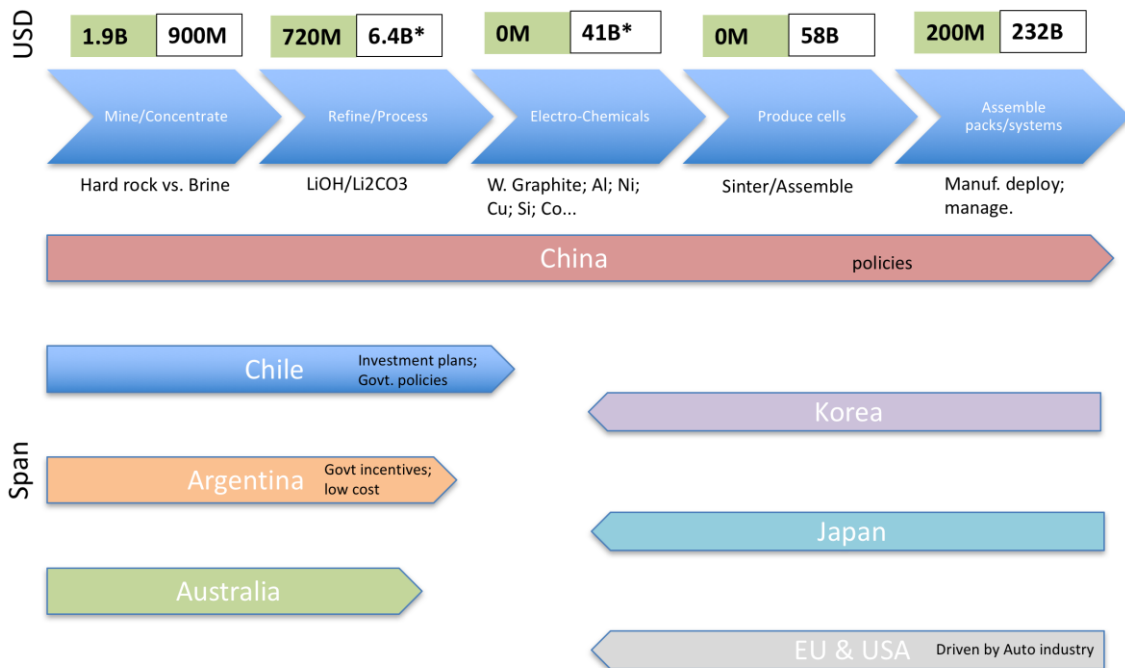 USD
1.9B 900M 720M 6.4B* 0M 41B* 0M 58B 200M 232B
Mine/Concentrate
Refine/Process
Electro-Chemicals
Produce cells
Assemble
packs/systems
Hard rock vs. Brine
LiOH/Li2CO3
W. Graphite; Al; Ni;
Cu; Si; Co...
Sinter/Assemble
Manuf. deploy;
manage.
Span
China policies
Chile
Investment plans;
Govt. policies
Korea
Argentina
Govt incentives;
low cost
Japan
Australia
EU & USA Driven by Auto industry